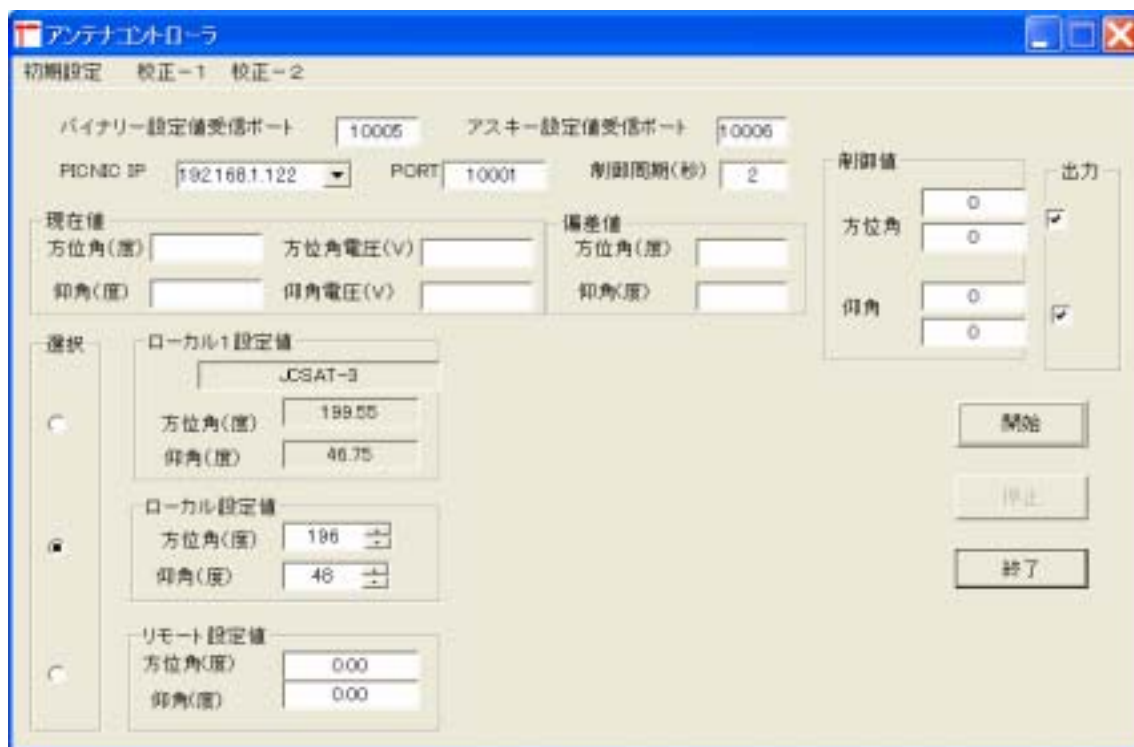 アンテナコントローラ
初期設定 校正-1 校正-2
バイナリー設定値受信ポート 10005 アスキー設定値受信ポート 10006
PICNIC IP 192.168.1.122 PORT 10001 制御周期(秒) 2
制御値 出力
方位角 0
0
仰角 0
0
現在値
方位角(度) 方位角電圧(V)
仰角(度) 仰角電圧(V)
偏差値
方位角(度)
仰角(度)
選択
ローカル1設定値
JCSAT-3
方位角(度) 199.55
仰角(度) 46.75
ローカル設定値
方位角(度) 196
仰角(度) 48
リモート設定値
方位角(度) 0.00
仰角(度) 0.00
開始
停止
終了